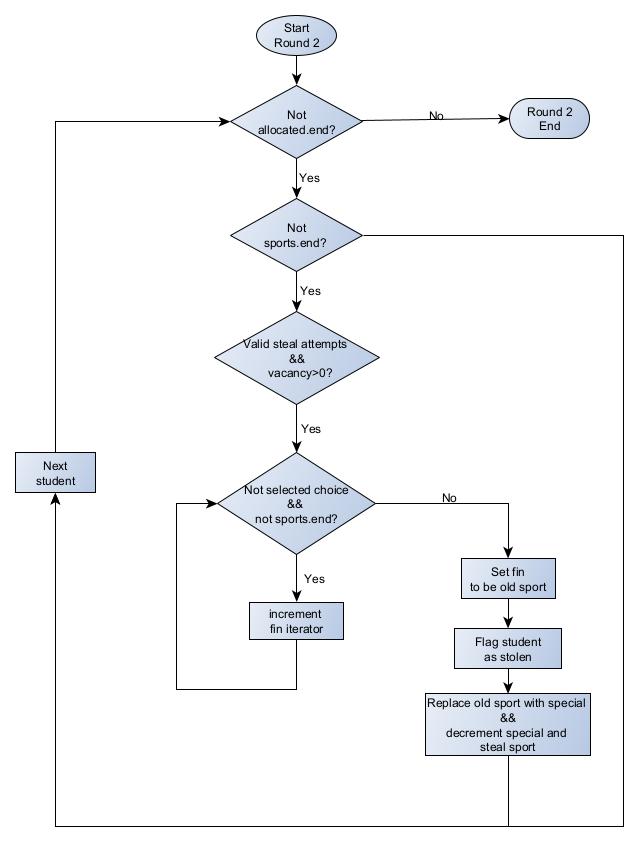 Start
Round 2
Not
allocated.end?
No
Round 2
End
Yes
Not
sports.end?
Yes
Valid steal attempts
&&
vacancy>0?
Yes
Next
student
Not selected choice
&&
not sports.end?
No
Yes
Set fin
to be old sport
increment
fin iterator
Flag student
as stolen
Replace old sport with special
&&
decrement special and
steal sport